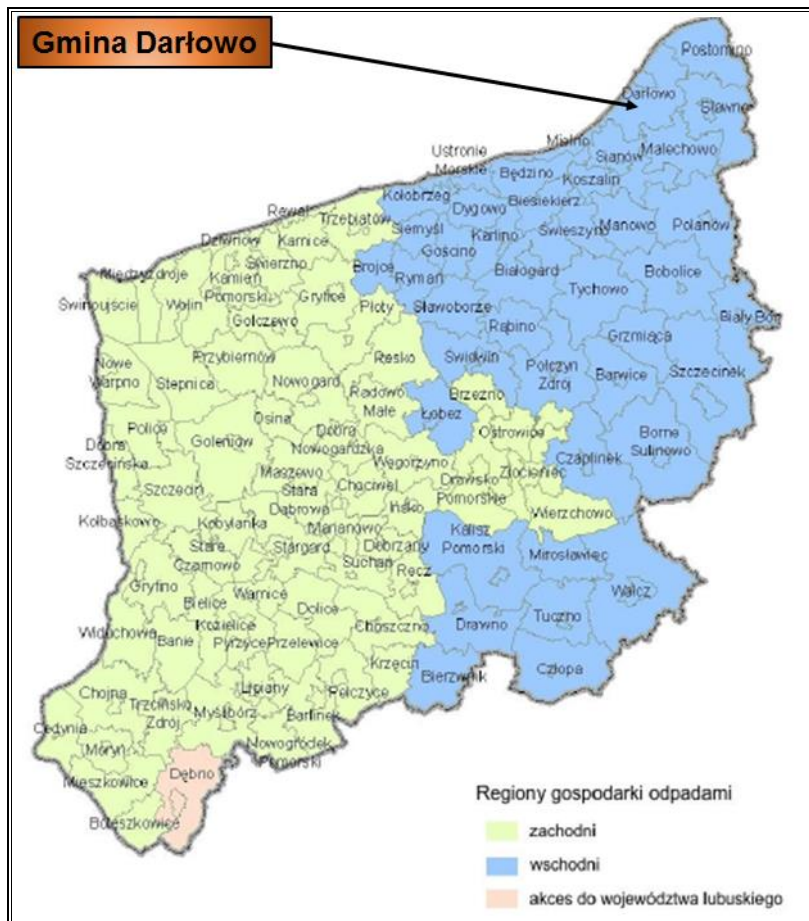 Gmina Darłowo
Postomino
Darłowo
Sławno
Mielno
Ustronie
Morskie
Sianów
Malechowo
Będzino
Koszalin
Kołobrzeg
Dygowo
Biesiekierz
Rewal
Trzebiatów
Siemyśl
Karlino
Świeszyno
Manowo
Polanów
Dziwnów
Karnice
Gościno
Świerzno
Brojce
Rymań
Białogard
Bobolice
Międzyzdroje
Kamień
Pomorski
Gryfice
Tychowo
Świnoujście
Wolin
Płoty
Sławoborze
Biały Bór
Golczewo
Rąbino
Grzmiąca
Nowe
Warpno
Przybiernów
Resko
Świdwin
Połczyn
Zdrój
Barwice
Szczecinek
Stepnica
Nowogard
Radowo
Małe
Brzeżno
Łobez
Osina
Police
Dobra
Ostrowice
Borne
Sulinowo
Goleniów
Nowogardzka
Dobra
Szczecińska
Węgorzyno
Złocieniec
Czaplinek
Maszewo
Szczecin
Stara
Dąbrowa
Chociwel
Drawsko
Pomorskie
Ińsko
Wierzchowo
Kołbaskowo
Kobylanka
Marianowo
Kalisz
Pomorski
Stare
Czarnowo
Stargard
Dobrzany
Mirosławiec
Suchań
Recz
Gryfino
Wałcz
Bielice
Warnice
Dolice
Tuczno
Widuchowa
Kozielice
Choszczno
Drawno
Banie
Pyrzyce
Przelewice
Krzęcin
Człopa
Bierzwnik
Chojna
Lipiany
Pełczyce
Trzcińsko
Zdrój
Myślibórz
Barlinek
Cedynia
Moryń
Nowogródek
Pomorski
Dębno
Mieszkowice
Boleszkowice
Regiony gospodarki odpadami
zachodni
wschodni
akces do województwa lubuskiego